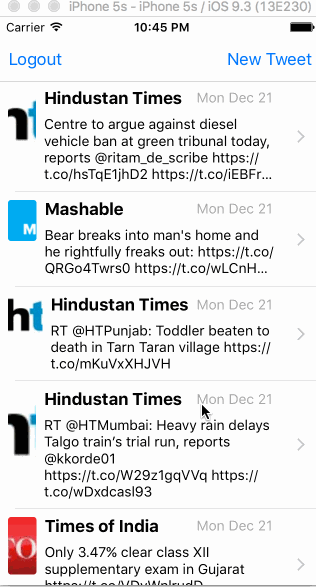 iPhone 5s - iPhone 5s / iOS 9.3 (13E230)
Carrier 10:45 PM
Logout New Tweet
Hindustan Times Mon Dec 21
Centre to argue against diesel
vehicle ban at green tribunal today,
reports @ritam_de_scribe https://
t.co/hsTqE1jhD2 https://t.co/iEBFr...
Mashable Mon Dec 21
M
Bear breaks into man's home and
he rightfully breaks out: https://t.co/
QRGo4Twrs0 https://t.co/wLCnH...
Hindustan Times Mon Dec 21
nt
RT @HTPunjab: Toddler beaten to
death in Tarn Taran village https://
t.co/mKuVxXHJVH
Hindustan Times Mon Dec 21
RT @HTMumbai: Heavy rain delays
Talgo train's trial run, reports
@kkorde01
https://t.co/W29z1gqVVq https://
t.co/wDxdcasl93
Times of India Mon Dec 21
TO
Only 3.47% clear class XII
supplementary exam in Gujarat